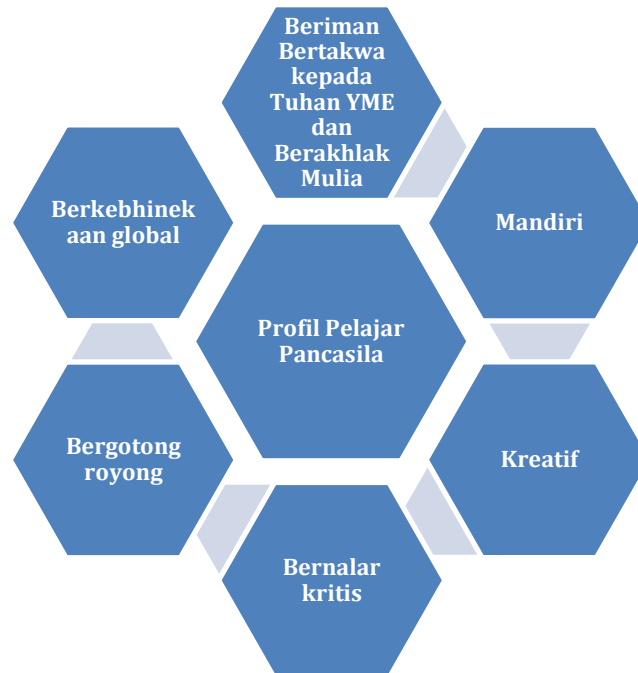 Beriman
Bertakwa
kepada
Tuhan YME
dan
Berakhlak
Mulia
Mandiri
Kreatif
Bernalar
kritis
Bergotong
royong
Berkebhinek
aan global
Profil Pelajar
Pancasila